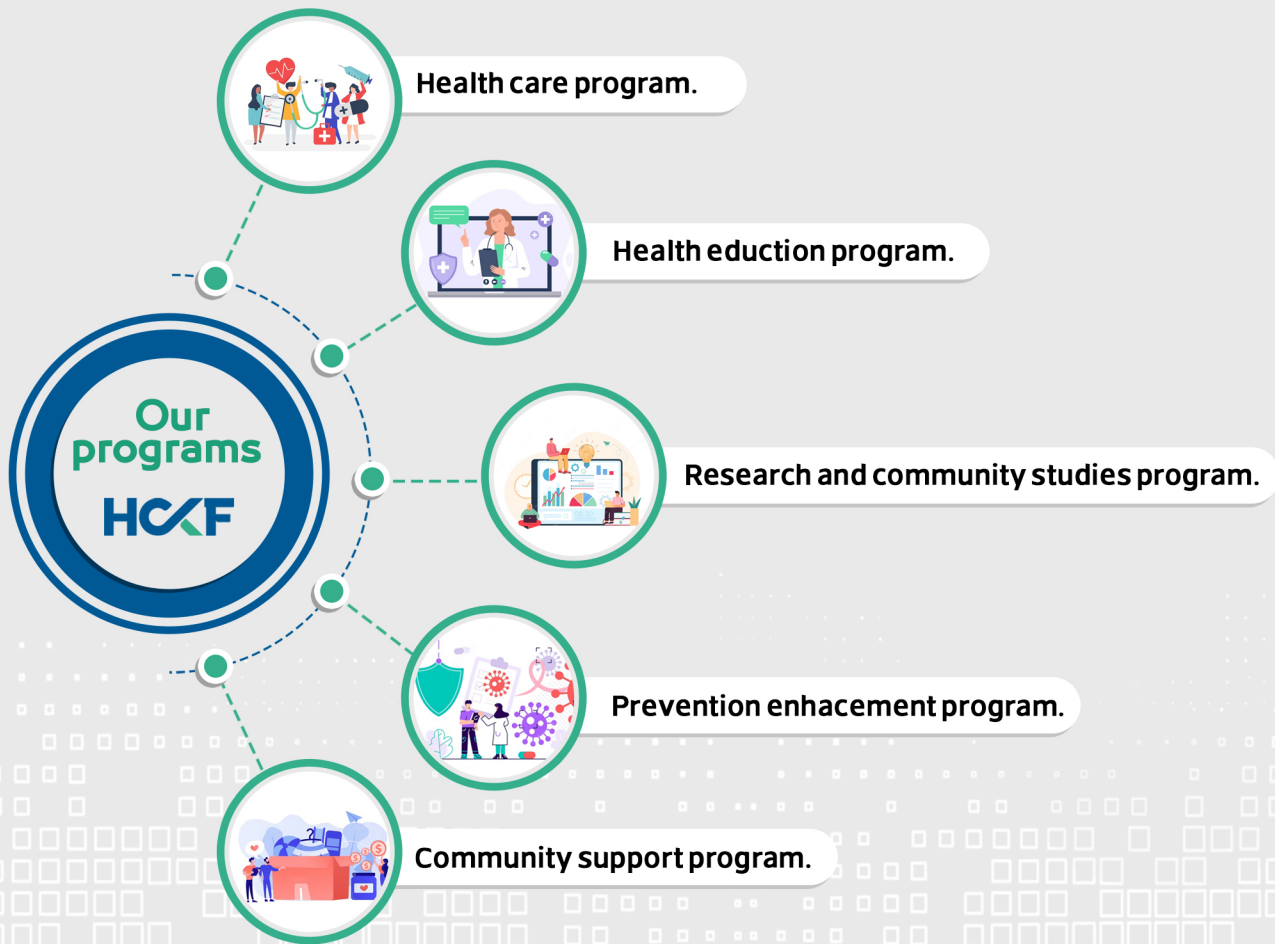 Health care program.
Health eduction program.
Our
programs
HCF
Research and community studies program.
Prevention enhacement program.
Community support program.